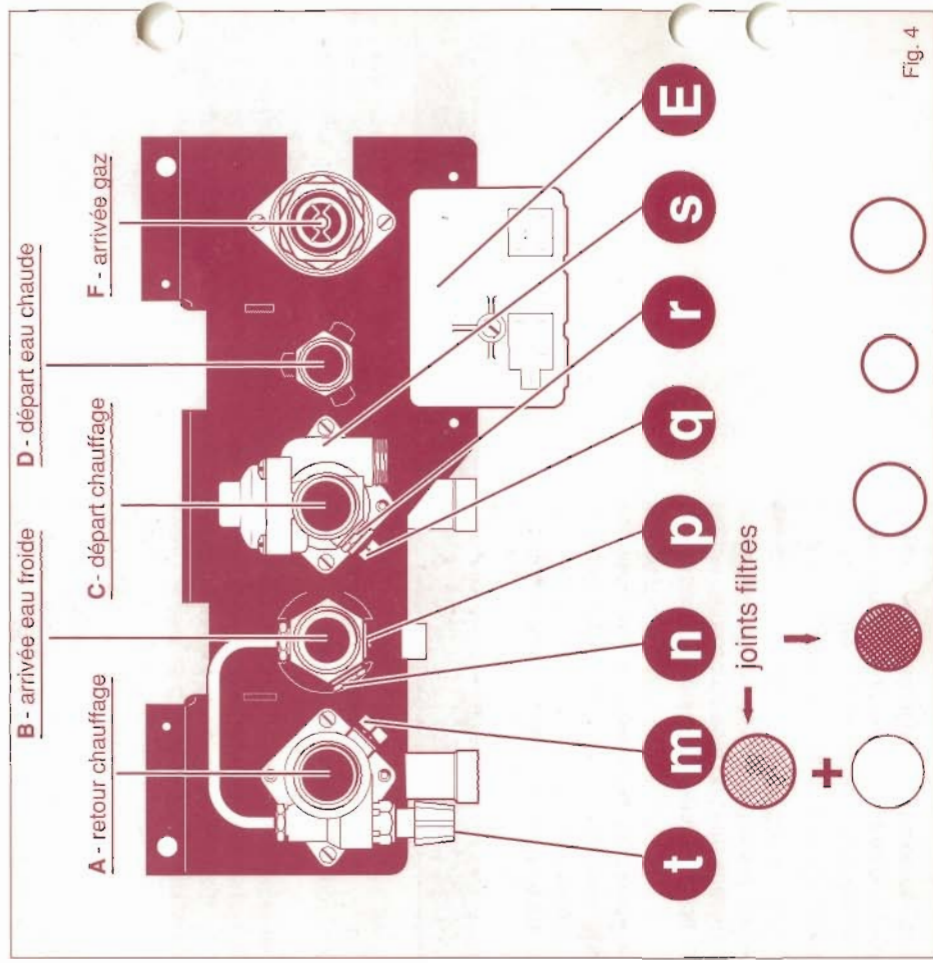 A - retour chauffage
B - arrivée eau froide
C - départ chauffage
D - départ eau chaude
F - arrivée gaz
t
m
n
p
q
r
s
E
joints filtres
+
Fig. 4